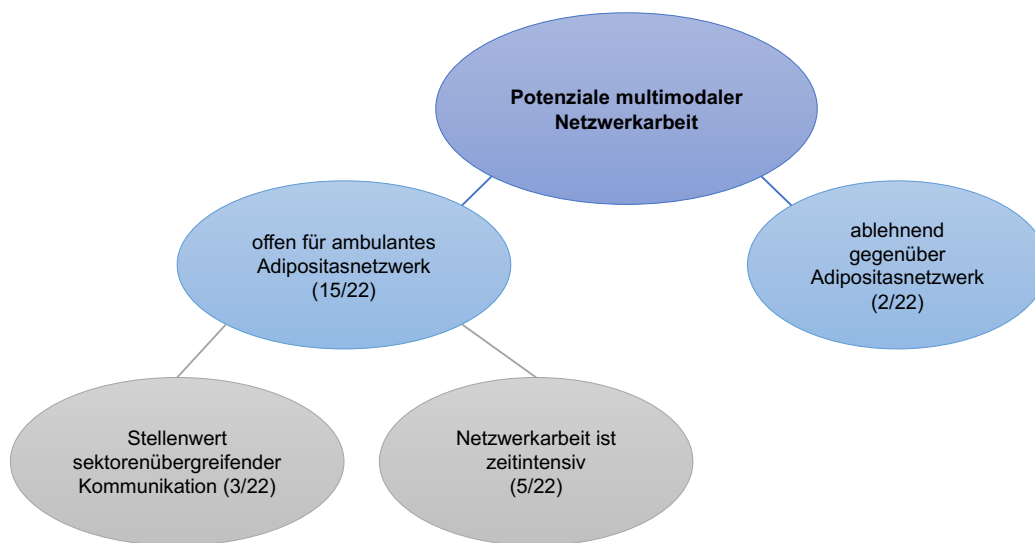 Potenziale multimodaler
Netzwerkarbeit
offen für ambulantes
Adipositasnetzwerk
(15/22)
ablehnend
gegenüber
Adipositasnetzwerk
(2/22)
Stellenwert
sektorenübergreifender
Kommunikation (3/22)
Netzwerkarbeit ist
zeitintensiv
(5/22)